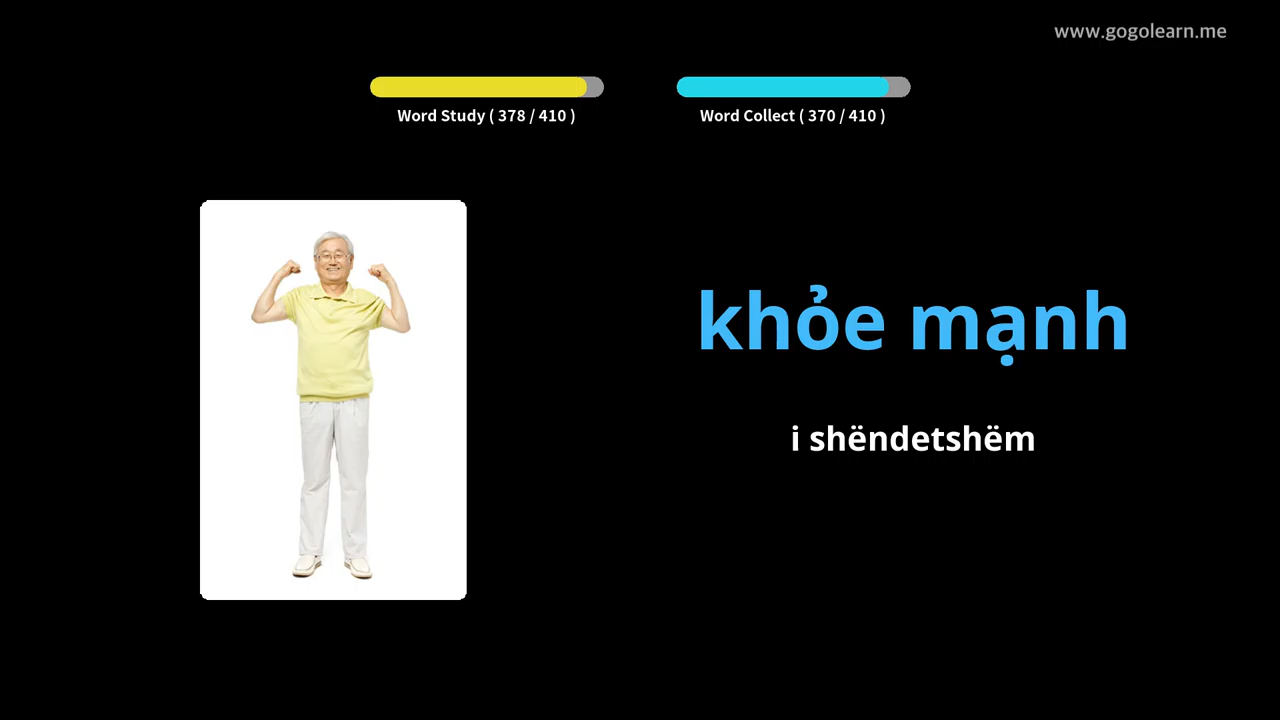 www.gogolearn.me
Word Study ( 378 / 410 )
Word Collect ( 370 / 410 )
khỏe mạnh
i shëndetshëm